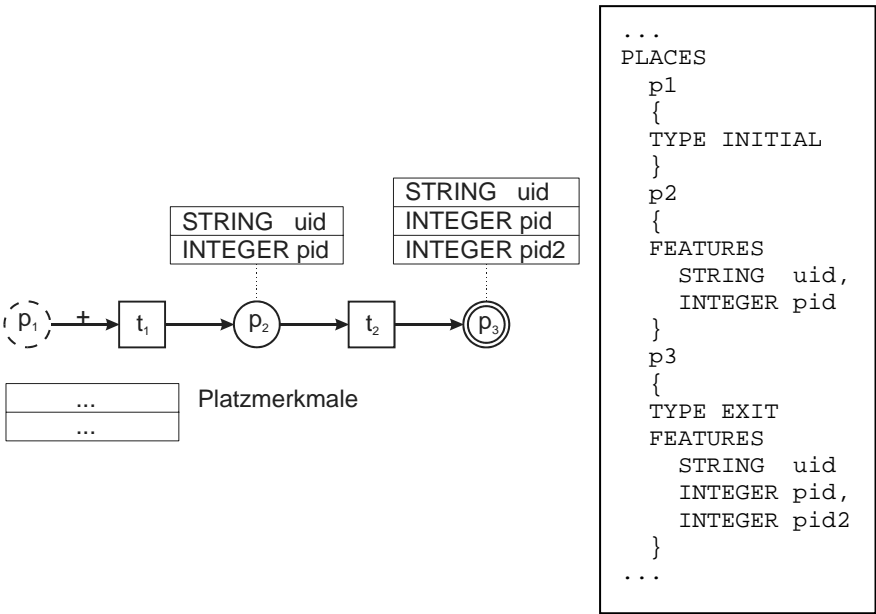 STRING uid
INTEGER pid
STRING uid
INTEGER pid
INTEGER pid2
p1 + t1 p2 t2 p3
...
...
Platzmerkmale
...
PLACES
p1
{
TYPE INITIAL
}
p2
{
FEATURES
STRING uid,
INTEGER pid
}
p3
{
TYPE EXIT
FEATURES
STRING uid
INTEGER pid,
INTEGER pid2
}
...